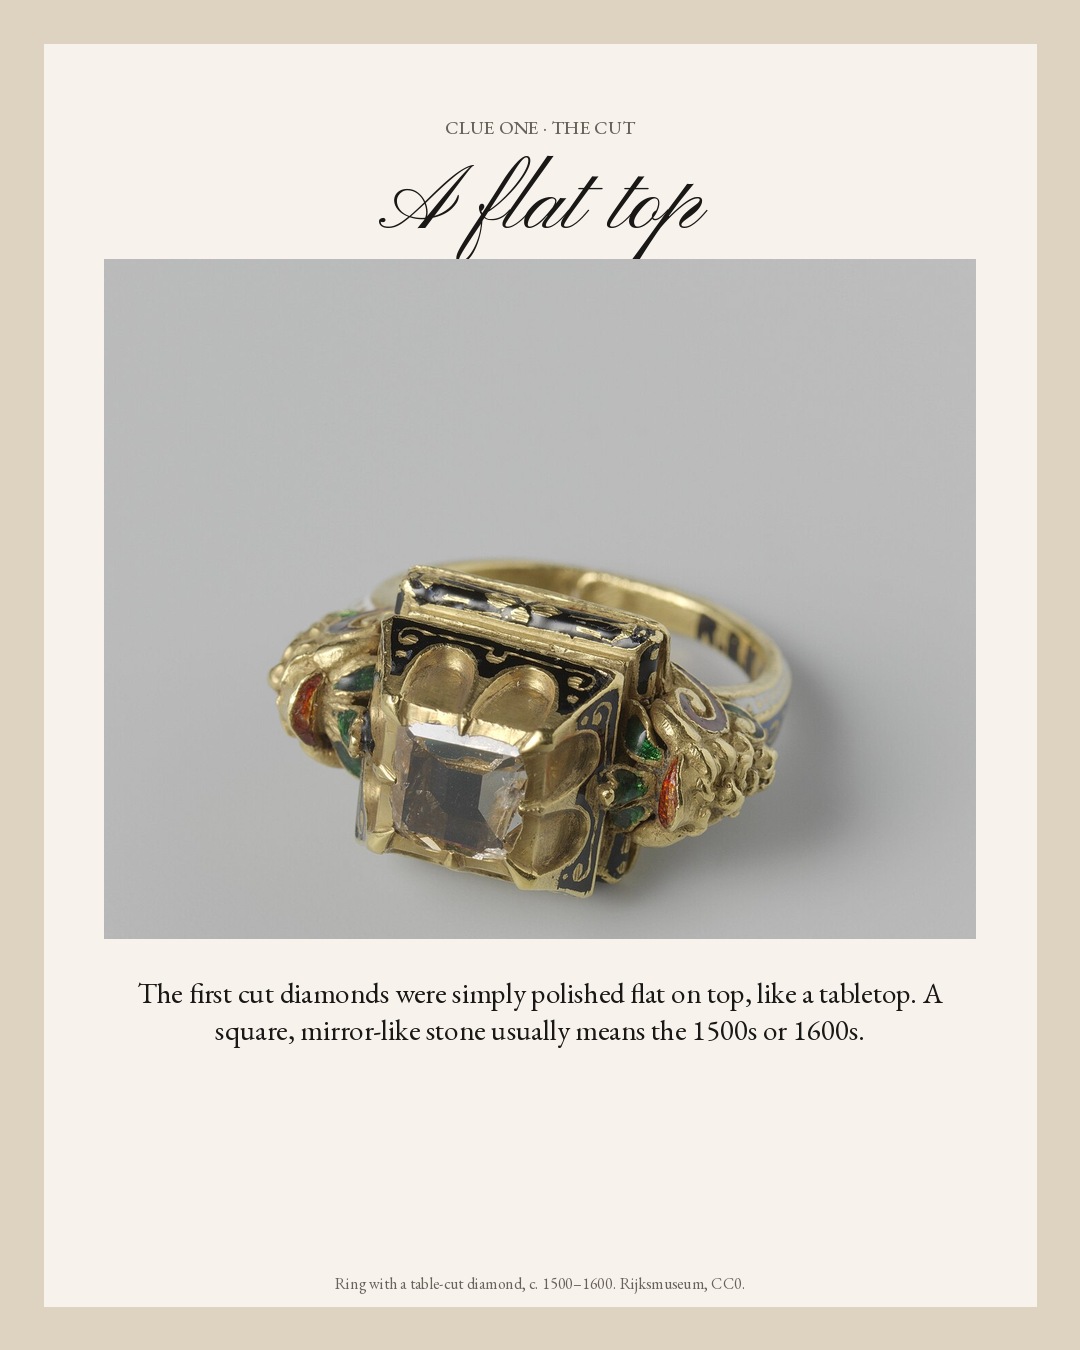 CLUE ONE · THE CUT
A flat top
The first cut diamonds were simply polished flat on top, like a tabletop. A
square, mirror-like stone usually means the 1500s or 1600s.
Ring with a table-cut diamond, c. 1500–1600. Rijksmuseum, CC0.